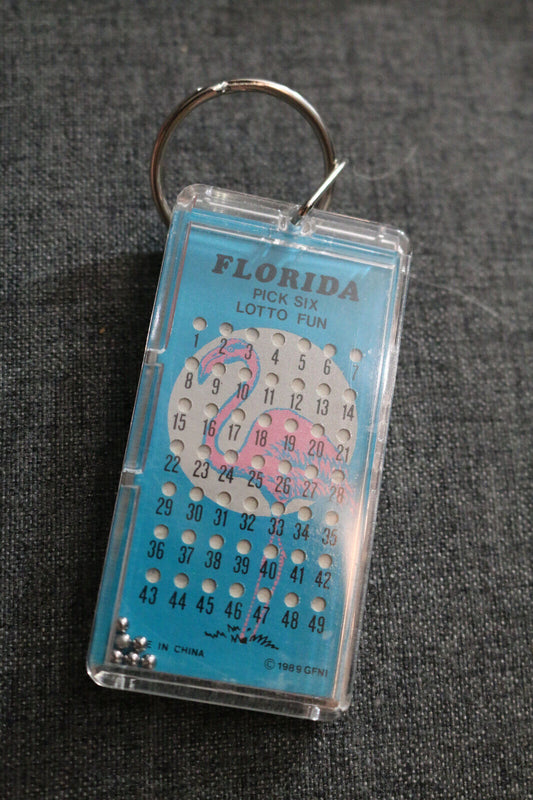 FLORIDA
PICK SIX
LOTTO FUN
1 2 3 4 5 6 7
8 9 10 11 12 13 14
15 16 17 18 19 20 21
22 23 24 25 26 27 28
29 30 31 32 33 34 35
36 37 38 39 40 41 42
43 44 45 46 47 48 49
IN CHINA
© 1989 GFNI